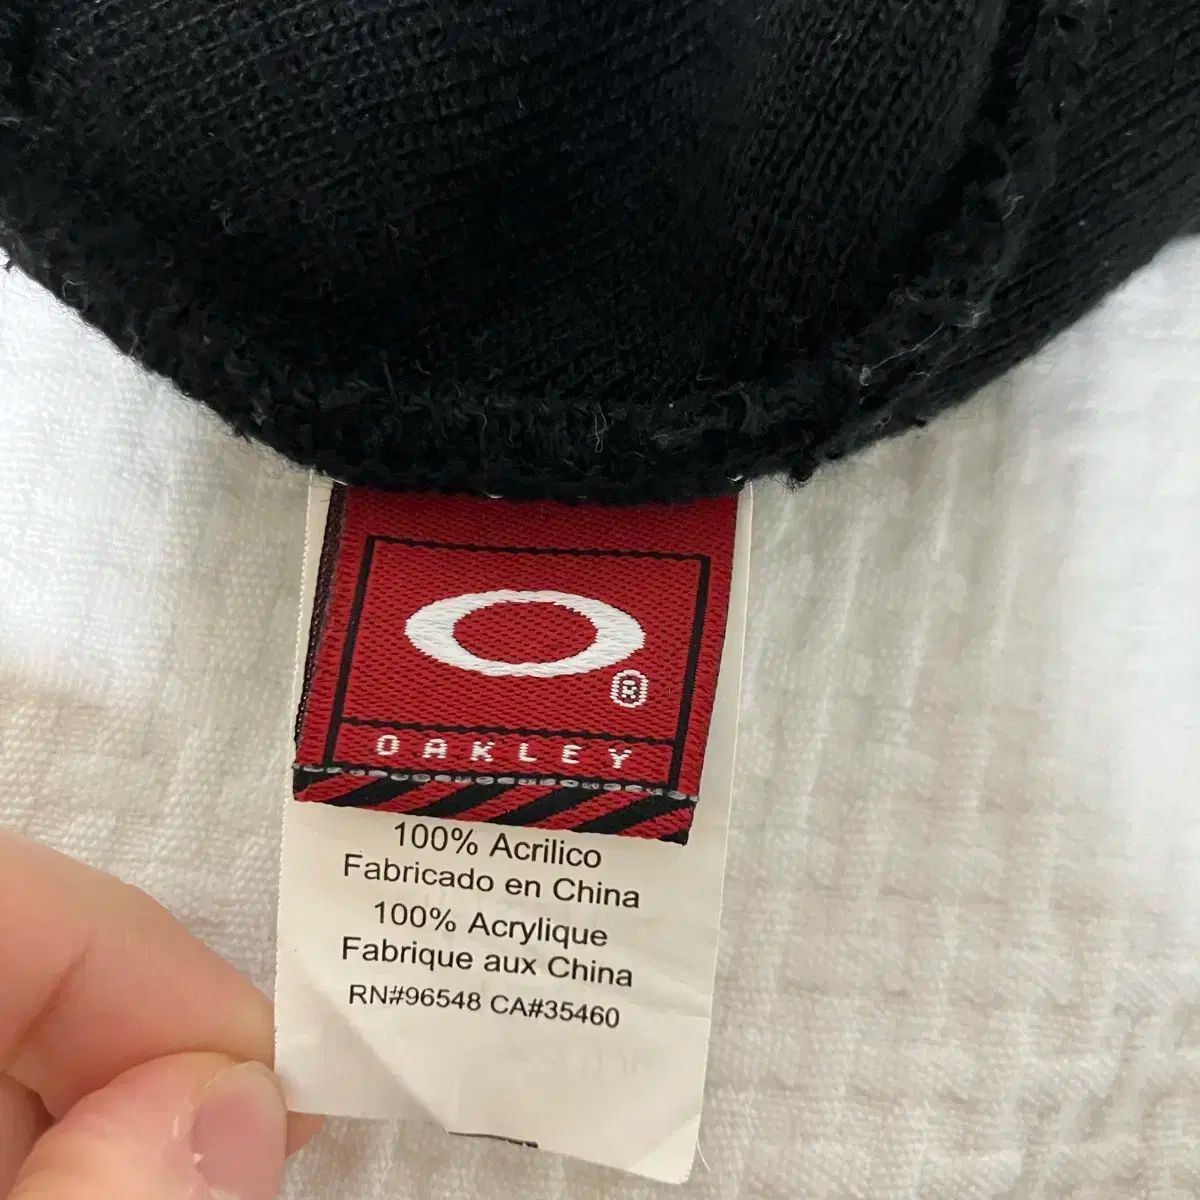 ®
OAKLEY
100% Acrilico
Fabricado en China
100% Acrylique
Fabrique aux China
RN#96548 CA#35460